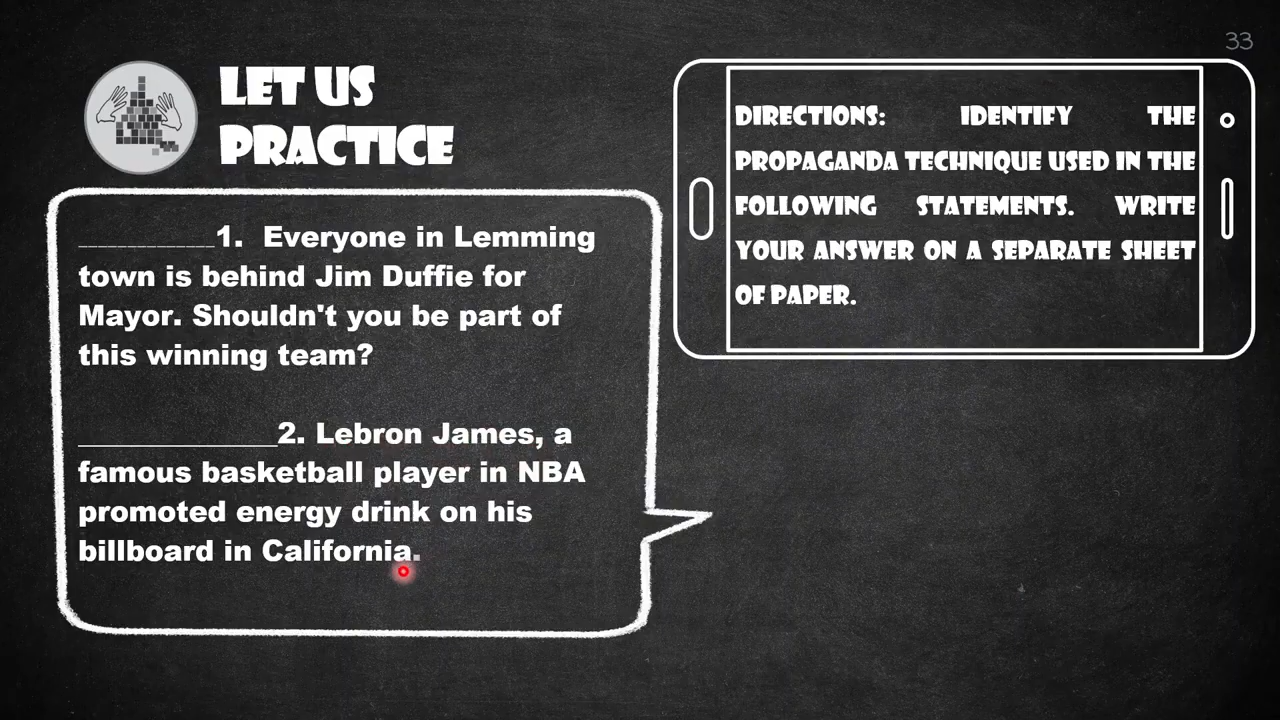 33
LET US
PRACTICE
DIRECTIONS: IDENTIFY THE
PROPAGANDA TECHNIQUE USED IN THE
FOLLOWING STATEMENTS. WRITE
YOUR ANSWER ON A SEPARATE SHEET
OF PAPER.
______________1. Everyone in Lemming
town is behind Jim Duffie for
Mayor. Shouldn't you be part of
this winning team?
______________2. Lebron James, a
famous basketball player in NBA
promoted energy drink on his
billboard in California.